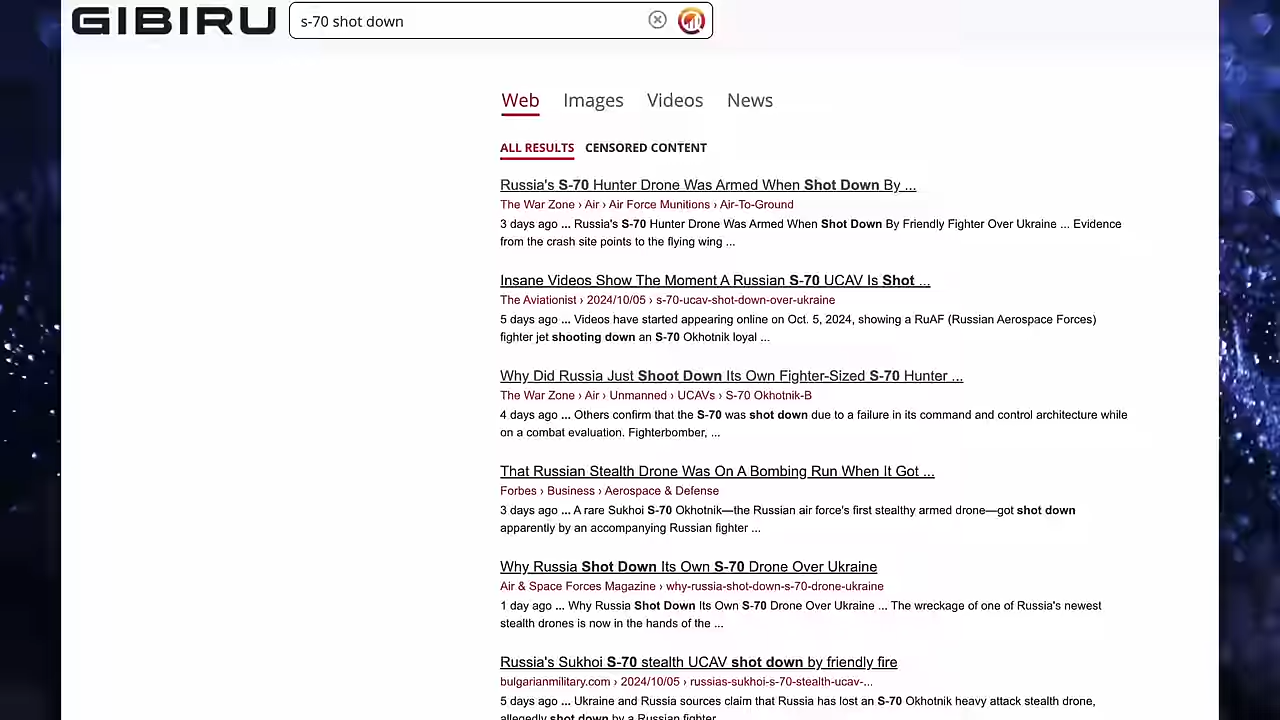 GIBIRU
s-70 shot down
Web Images Videos News
ALL RESULTS CENSORED CONTENT
Russia's S-70 Hunter Drone Was Armed When Shot Down By ...
The War Zone › Air › Air Force Munitions › Air-To-Ground
3 days ago ... Russia's S-70 Hunter Drone Was Armed When Shot Down By Friendly Fighter Over Ukraine ... Evidence
from the crash site points to the flying wing ...
Insane Videos Show The Moment A Russian S-70 UCAV Is Shot ...
The Aviationist › 2024/10/05 › s-70-ucav-shot-down-over-ukraine
5 days ago ... Videos have started appearing online on Oct. 5, 2024, showing a RuAF (Russian Aerospace Forces)
fighter jet shooting down an S-70 Okhotnik loyal ...
Why Did Russia Just Shoot Down Its Own Fighter-Sized S-70 Hunter ...
The War Zone › Air › Unmanned › UCAVs › S-70 Okhotnik-B
4 days ago ... Others confirm that the S-70 was shot down due to a failure in its command and control architecture while
on a combat evaluation. Fighterbomber, ...
That Russian Stealth Drone Was On A Bombing Run When It Got ...
Forbes › Business › Aerospace & Defense
3 days ago ... A rare Sukhoi S-70 Okhotnik—the Russian air force's first stealthy armed drone—got shot down
apparently by an accompanying Russian fighter ...
Why Russia Shot Down Its Own S-70 Drone Over Ukraine
Air & Space Forces Magazine › why-russia-shot-down-s-70-drone-ukraine
1 day ago ... Why Russia Shot Down Its Own S-70 Drone Over Ukraine ... The wreckage of one of Russia's newest
stealth drones is now in the hands of the ...
Russia's Sukhoi S-70 stealth UCAV shot down by friendly fire
bulgarianmilitary.com › 2024/10/05 › russias-sukhoi-s-70-stealth-ucav-...
5 days ago ... Ukraine and Russia sources claim that Russia has lost an S-70 Okhotnik heavy attack stealth drone,
allegedly shot down by a Russian fighter